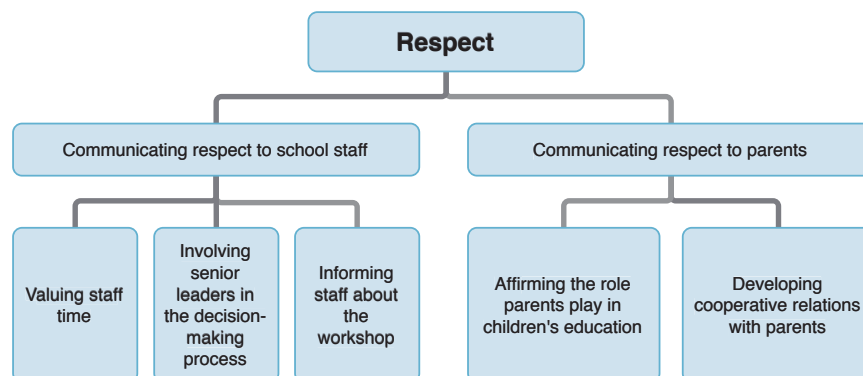 Respect
Communicating respect to school staff
Communicating respect to parents
Valuing staff
time
Involving
senior
leaders in
the decision-
making
process
Informing
staff about
the
workshop
Affirming the role
parents play in
children's education
Developing
cooperative relations
with parents